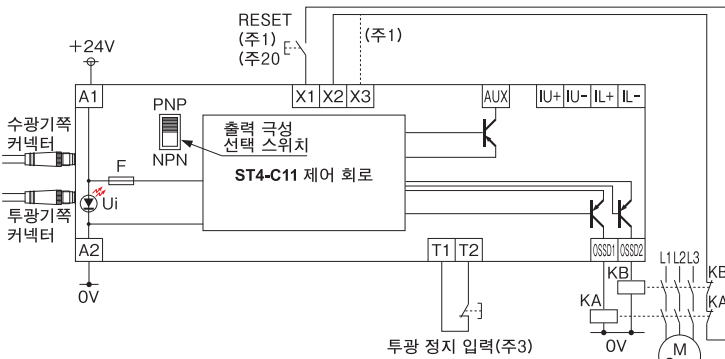 RESET
(주1)
(주20
(주1)
+24V
A1
X1
X2
X3
AUX
IU+
IU-
IL+
IL-
PNP
NPN
출력 극성
선택 스위치
ST4-C11 제어 회로
수광기쪽
커넥터
투광기쪽
커넥터
F
Ui
A2
0V
T1
T2
투광 정지 입력(주3)
OSSD1
OSSD2
KB
KA
0V
L1
L2
L3
KB
KA
M